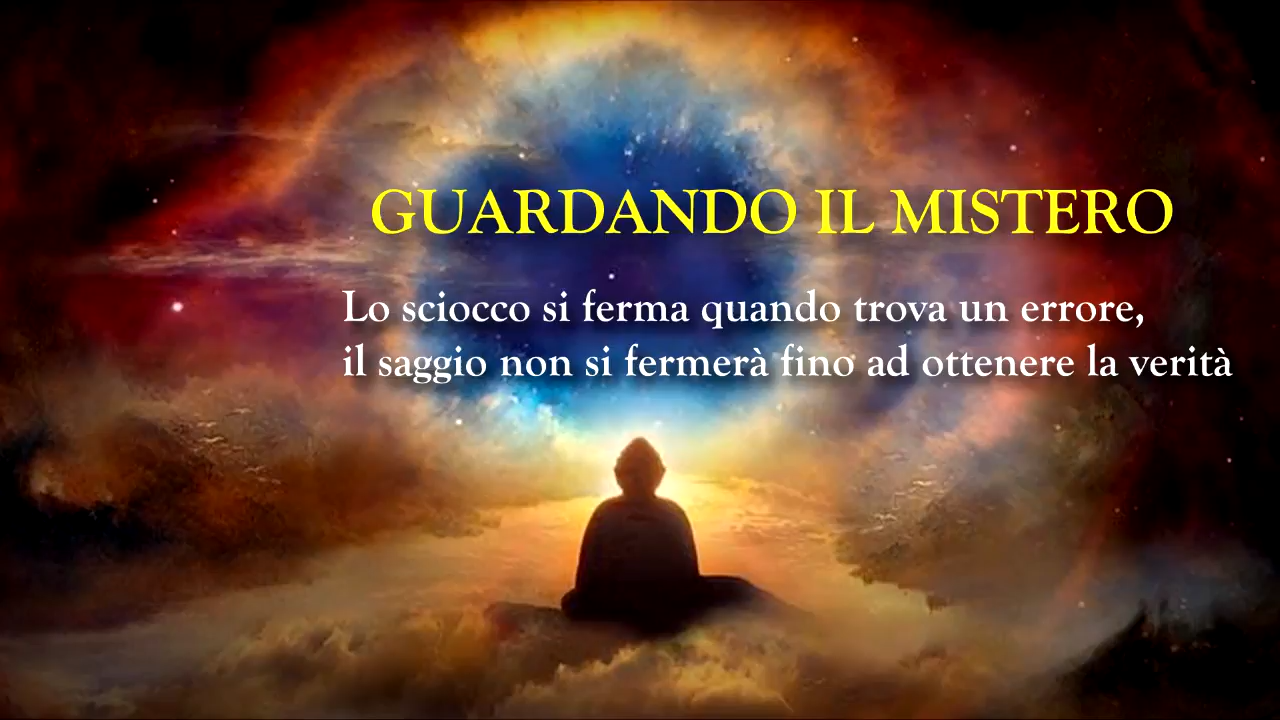 GUARDANDO IL MISTERO
Lo sciocco si ferma quando trova un errore,
il saggio non si fermerà fino ad ottenere la verità